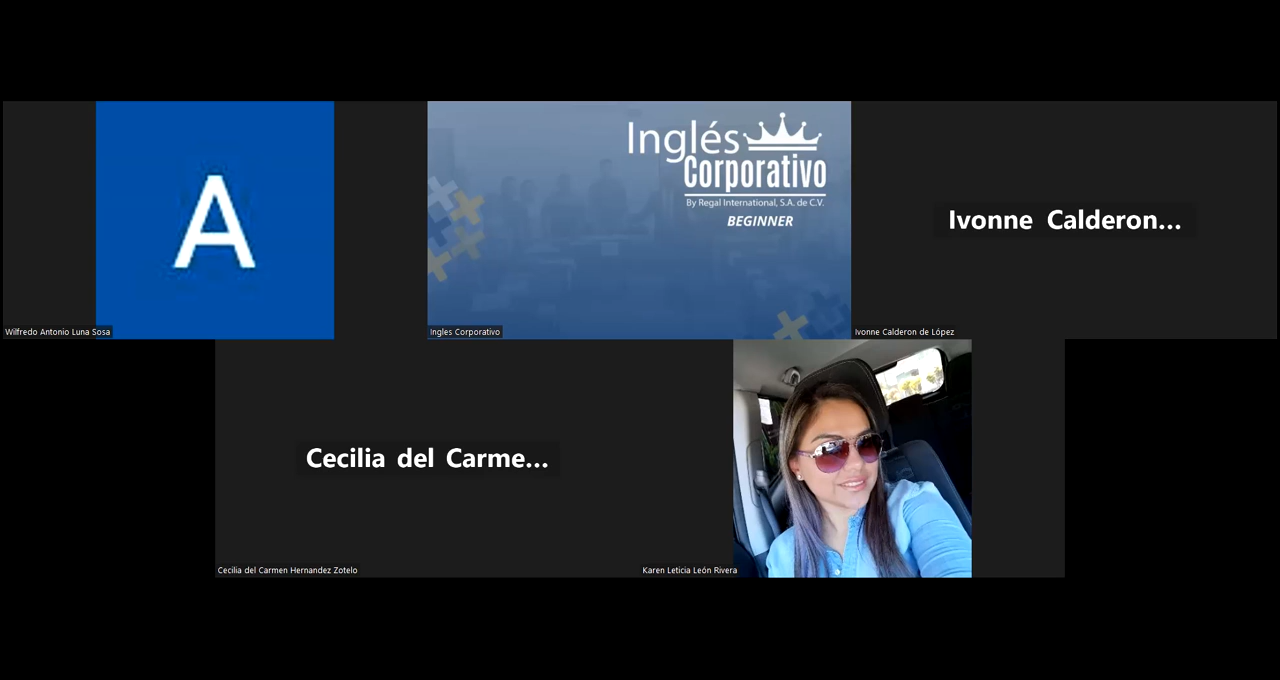 A
Wilfredo Antonio Luna Sosa
Inglés
Corporativo
By Regal International, S.A. de C.V.
BEGINNER
Ingles Corporativo
Ivonne Calderon...
Ivonne Calderon de López
Cecilia del Carme...
Cecilia del Carmen Hernandez Zotelo
Karen Leticia León Rivera